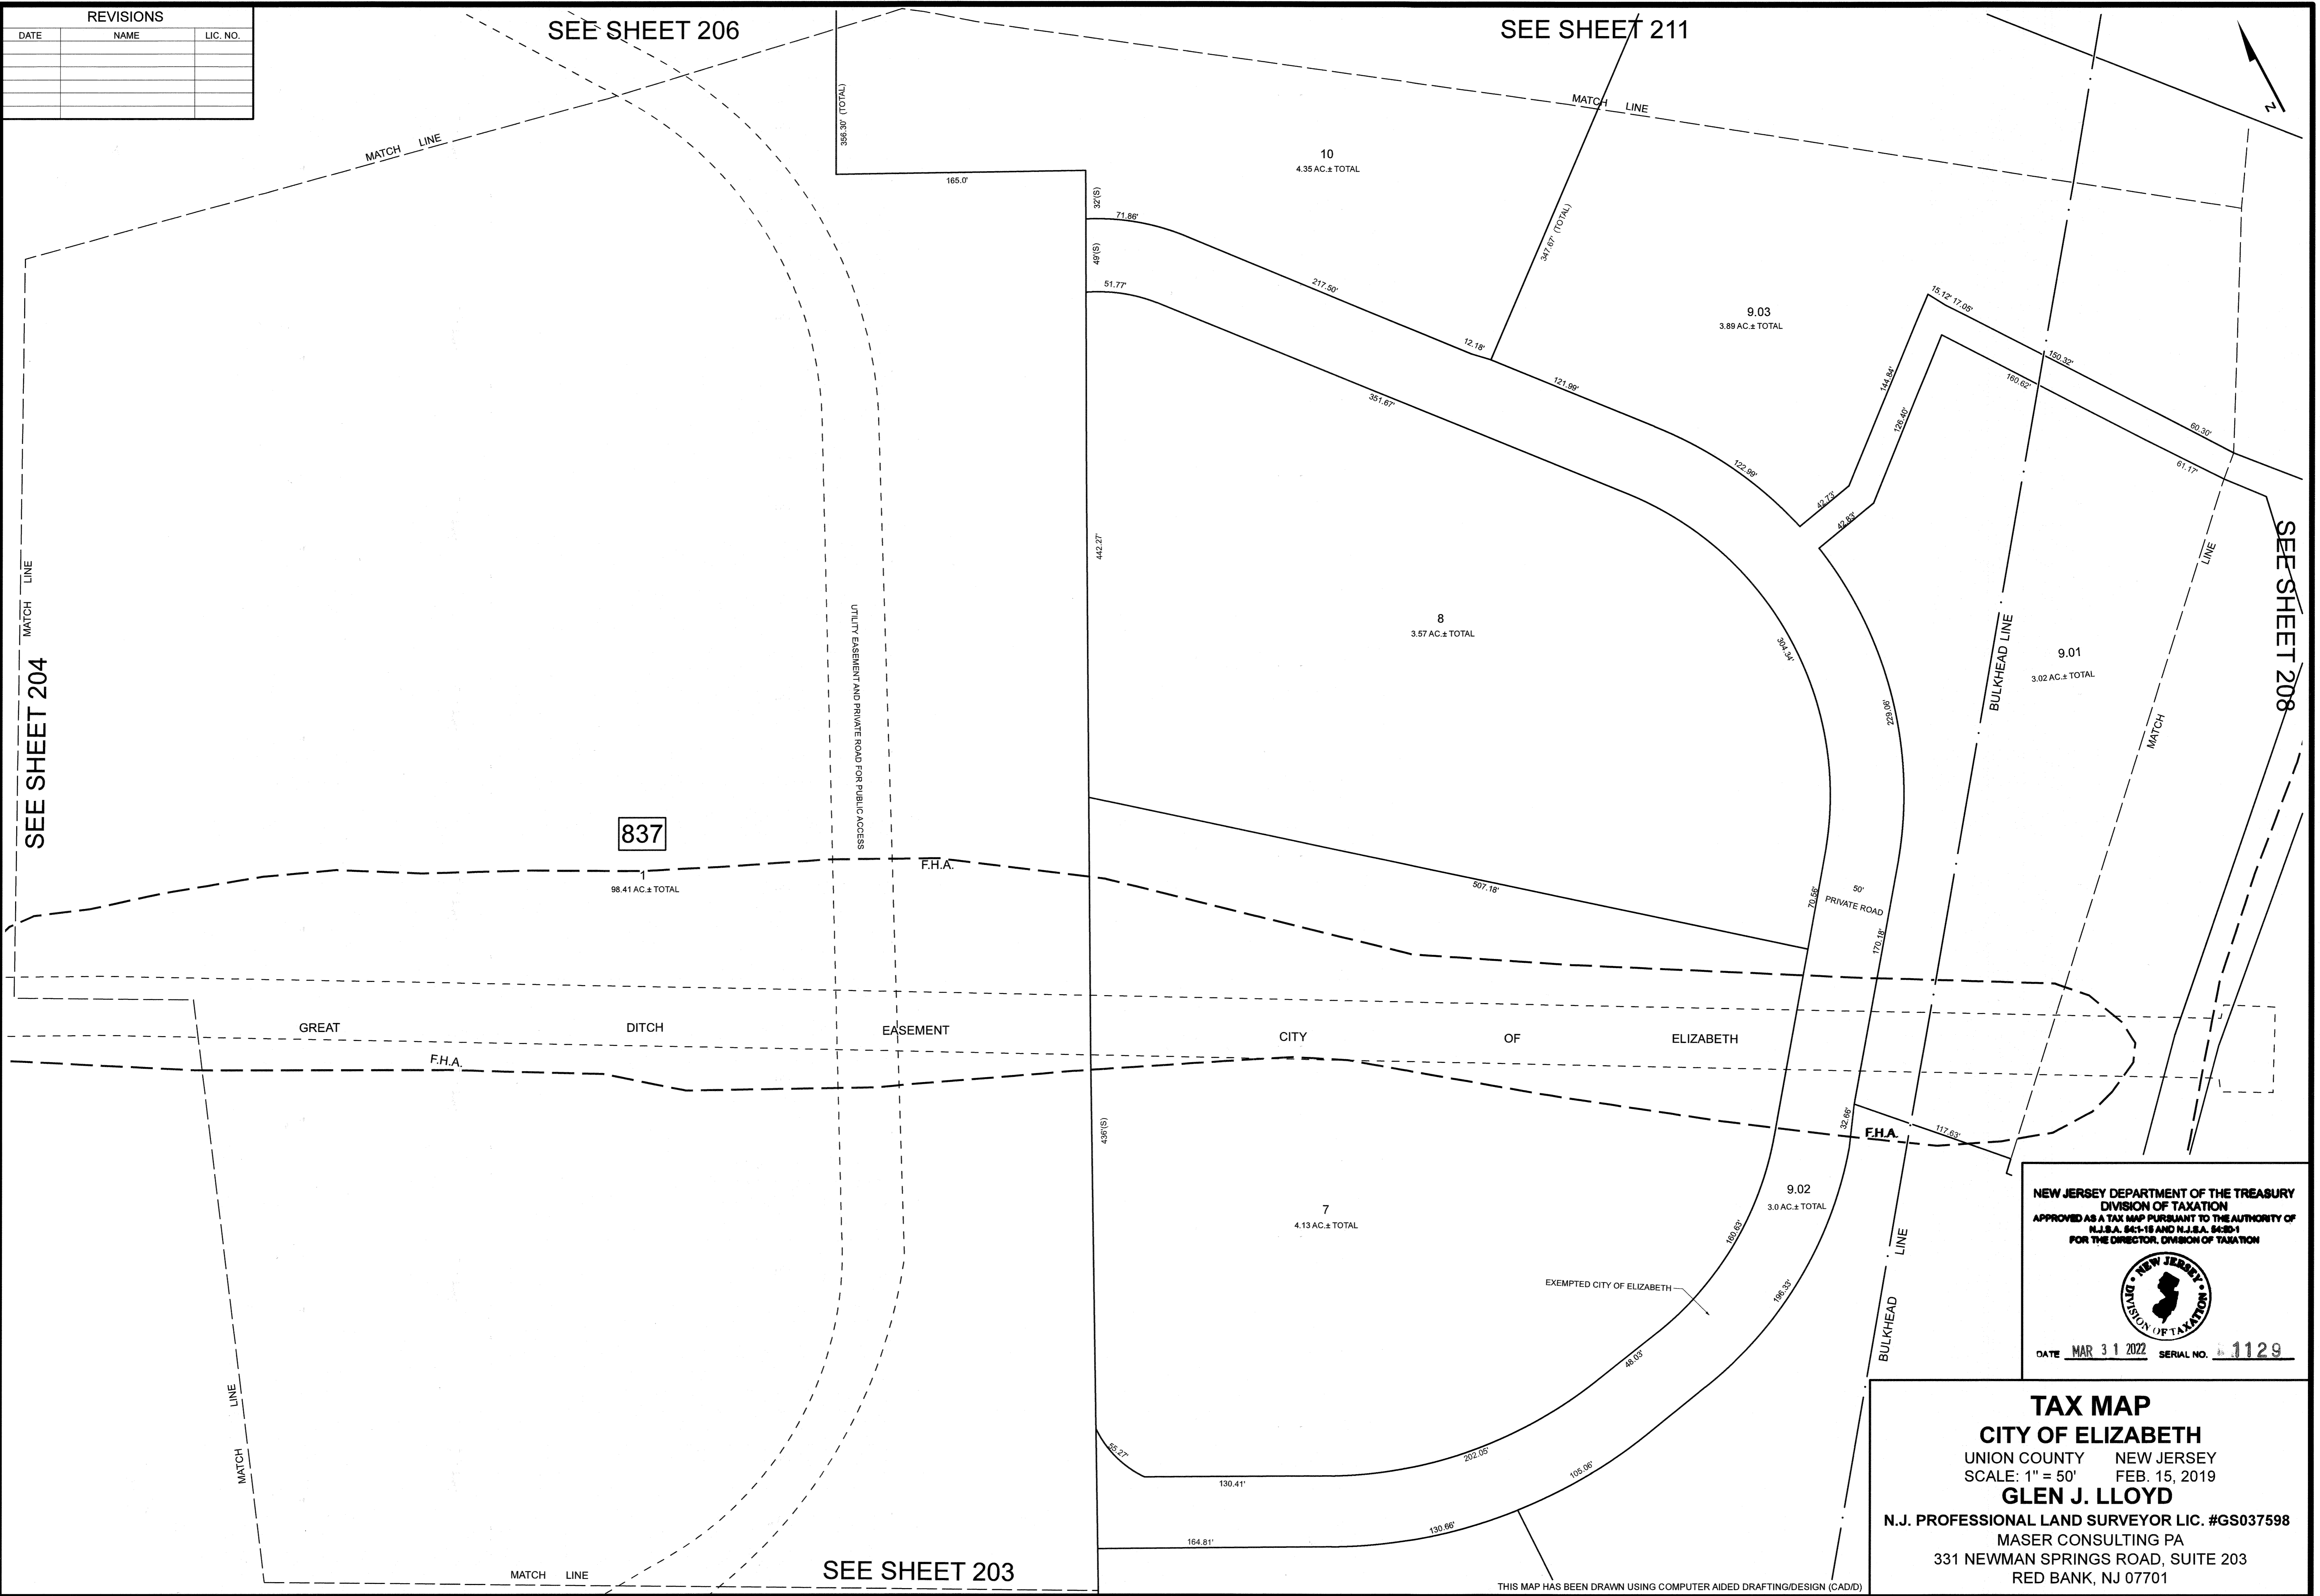 REVISIONS
DATE NAME LIC. NO.
SEE SHEET 206
SEE SHEET 211
N
MATCH LINE
MATCH LINE
356.30' (TOTAL)
165.0'
10
4.35 AC.± TOTAL
32'(S)
71.86'
49'(S)
51.77'
217.50'
347.67' (TOTAL)
12.18'
9.03
3.89 AC.± TOTAL
15.12' 17.05'
150.32'
160.62'
144.84'
126.40'
121.99'
351.67'
60.30'
61.17'
122.99'
42.73'
42.83'
442.27'
MATCH LINE
SEE SHEET 204
UTILITY EASEMENT AND PRIVATE ROAD FOR PUBLIC ACCESS
8
3.57 AC.± TOTAL
304.34'
229.06'
BULKHEAD LINE
9.01
3.02 AC.± TOTAL
MATCH LINE
SEE SHEET 208
837
F.H.A.
1
98.41 AC.± TOTAL
507.18'
70.56'
50'
PRIVATE ROAD
170.18'
GREAT DITCH EASEMENT CITY OF ELIZABETH
F.H.A.
436'(S)
32.66'
F.H.A.
117.63'
7
4.13 AC.± TOTAL
9.02
3.0 AC.± TOTAL
160.63'
196.33'
EXEMPTED CITY OF ELIZABETH
BULKHEAD LINE
48.03'
MATCH LINE
55.27'
130.41'
202.05'
105.06'
164.81'
130.66'
MATCH LINE
SEE SHEET 203
THIS MAP HAS BEEN DRAWN USING COMPUTER AIDED DRAFTING/DESIGN (CAD/D)
NEW JERSEY DEPARTMENT OF THE TREASURY
DIVISION OF TAXATION
APPROVED AS A TAX MAP PURSUANT TO THE AUTHORITY OF
N.J.S.A. 54:1-15 AND N.J.S.A. 54:50-1
FOR THE DIRECTOR, DIVISION OF TAXATION
NEW JERSEY
DIVISION OF TAXATION
DATE MAR 31 2022 SERIAL NO. 1129
TAX MAP
CITY OF ELIZABETH
UNION COUNTY NEW JERSEY
SCALE: 1" = 50' FEB. 15, 2019
GLEN J. LLOYD
N.J. PROFESSIONAL LAND SURVEYOR LIC. #GS037598
MASER CONSULTING PA
331 NEWMAN SPRINGS ROAD, SUITE 203
RED BANK, NJ 07701